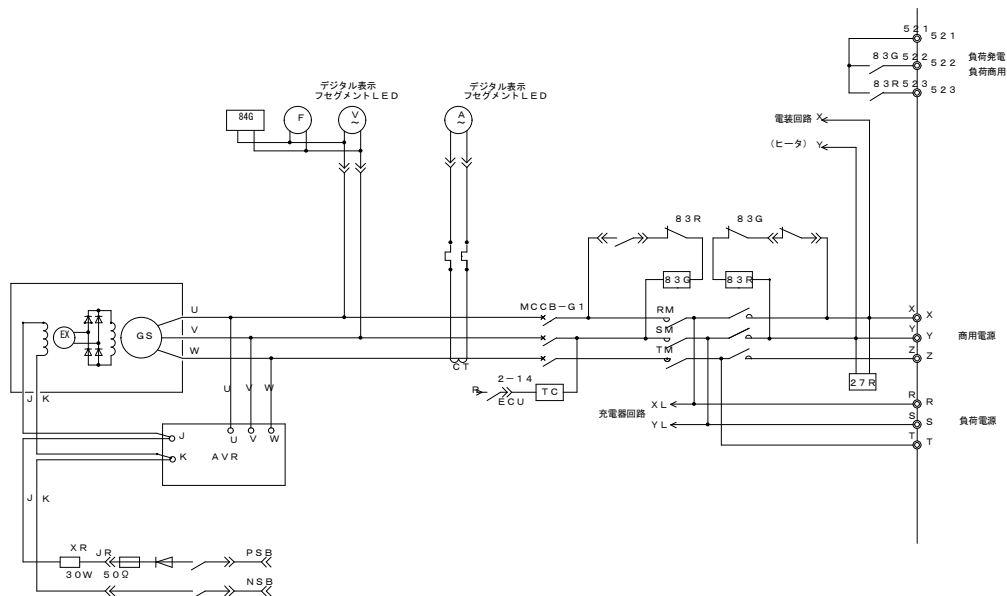 521
521
83G
522
522
負荷発電
負荷商用
83R
523
523
デジタル表示
フセグメントLED
デジタル表示
フセグメントLED
84G
F
V
~
A
~
電装回路
X
(ヒータ)
Y
83R
83G
83G
83R
MCCB-G1
RM
SM
TM
U
V
W
EX
GS
CT
X
X
Y
Y
商用電源
Z
Z
27R
2-14
R
ECU
TC
充電器回路
XL
YL
R
R
S
S
負荷電源
T
T
J
K
U
V
W
J
U
V
W
K
AVR
J
K
XR
JR
PSB
30W
50Ω
NSB